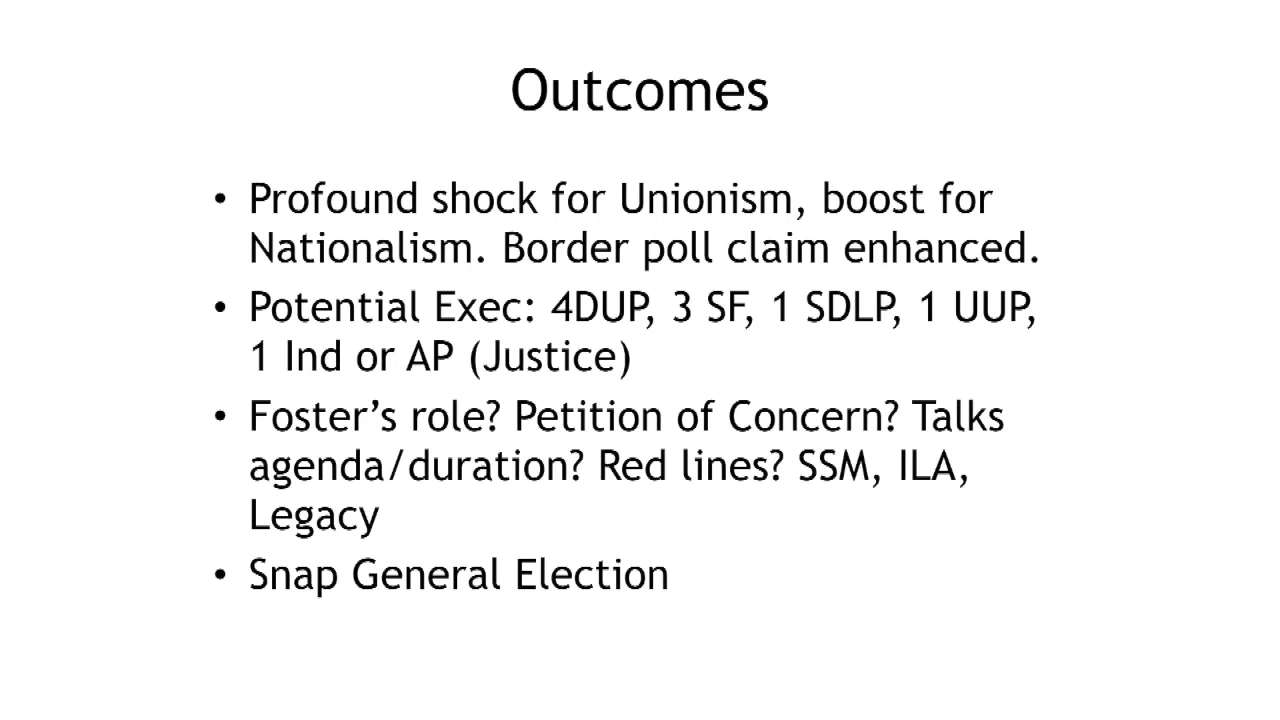 Outcomes
• Profound shock for Unionism, boost for
Nationalism. Border poll claim enhanced.
• Potential Exec: 4DUP, 3 SF, 1 SDLP, 1 UUP,
1 Ind or AP (Justice)
• Foster’s role? Petition of Concern? Talks
agenda/duration? Red lines? SSM, ILA,
Legacy
• Snap General Election